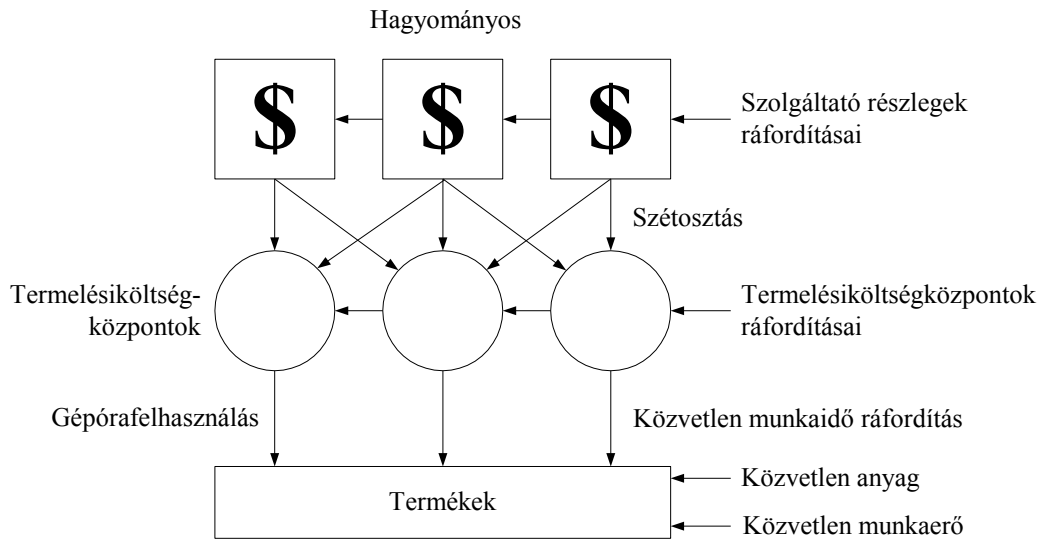 Hagyományos
$ $ $
Szolgáltató részlegek
ráfordításai
Szétosztás
Termelésiköltség-
központok
Termelésiköltségközpontok
ráfordításai
Gépórafelhasználás
Közvetlen munkaidő ráfordítás
Termékek
Közvetlen anyag
Közvetlen munkaerő